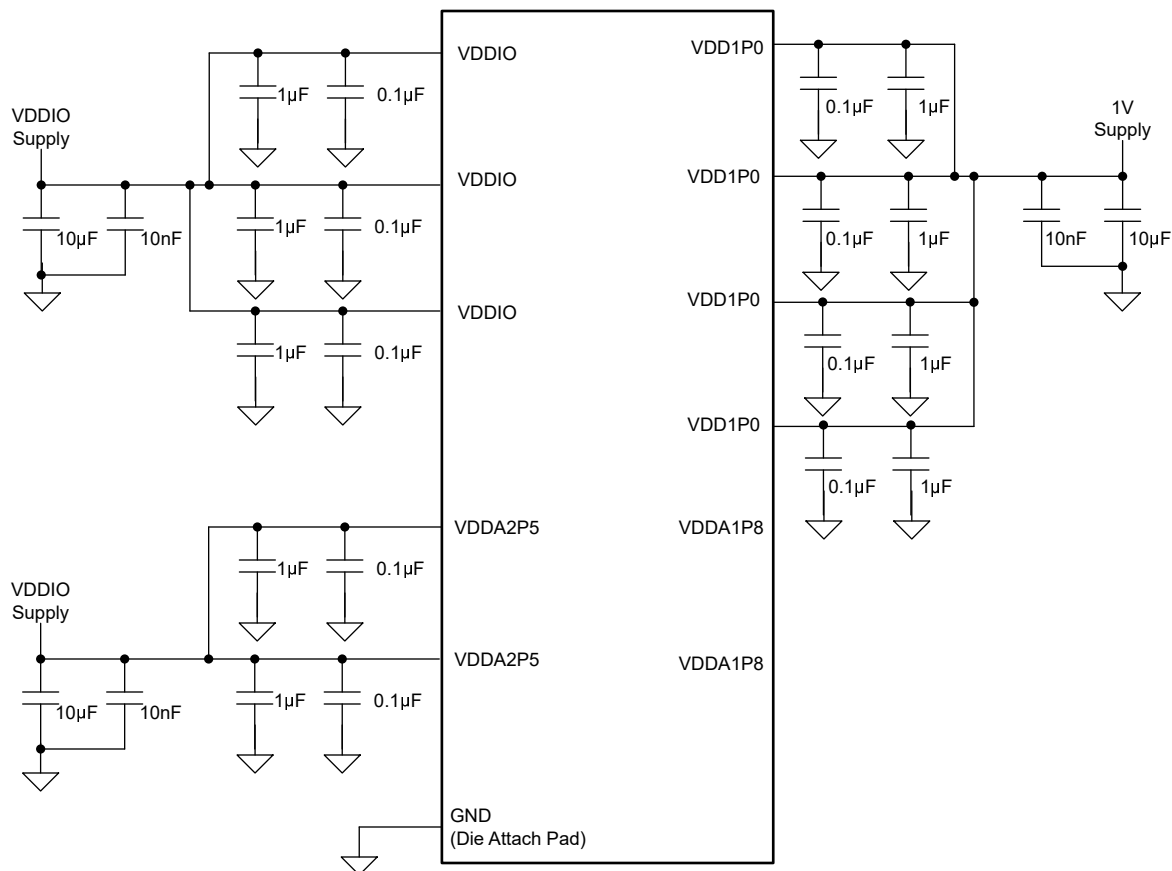 VDDIO
1µF
0.1µF
VDDIO
Supply
VDDIO
10µF
10nF
1µF
0.1µF
VDDIO
1µF
0.1µF
VDDA2P5
1µF
0.1µF
VDDIO
Supply
VDDA2P5
10µF
10nF
1µF
0.1µF
GND
(Die Attach Pad)
VDD1P0
0.1µF
1µF
1V
Supply
VDD1P0
0.1µF
1µF
10nF
10µF
VDD1P0
0.1µF
1µF
VDD1P0
0.1µF
1µF
VDDA1P8
VDDA1P8